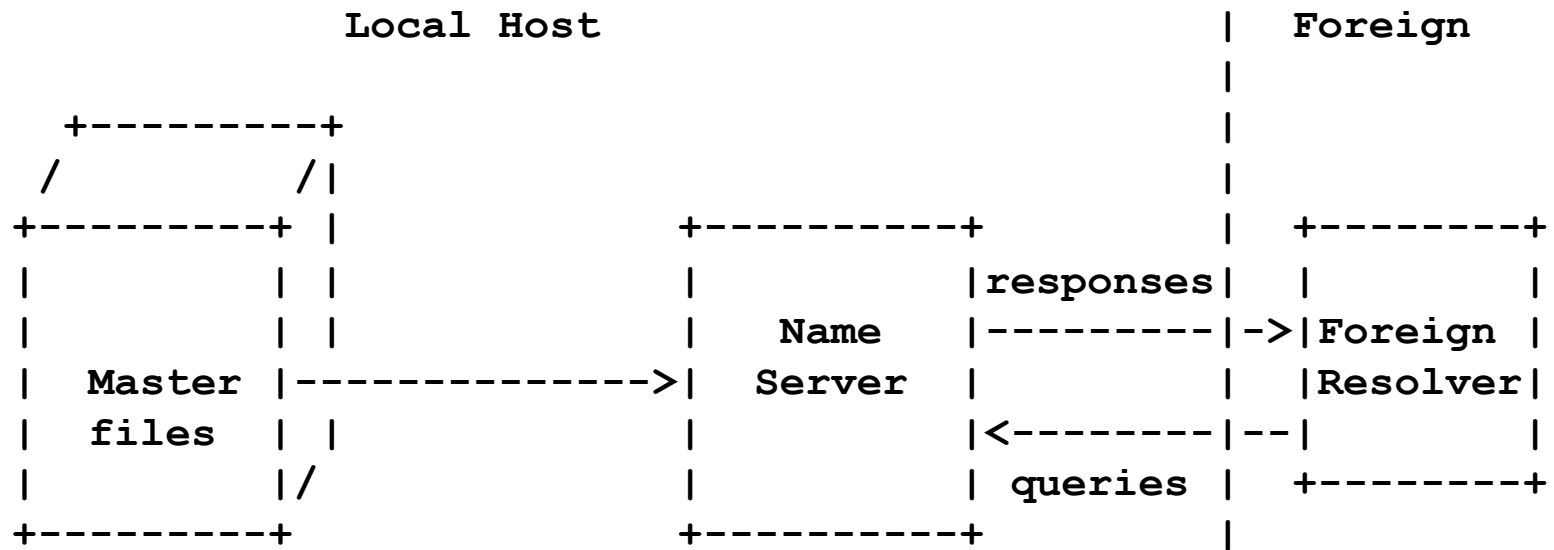 Local Host | Foreign
|
+---------+ |
/ /| |
+---------+ | +----------+ | +--------+
| | | | |responses| | |
| | | | Name |---------|->|Foreign |
| Master |-------------->| Server | | |Resolver|
| files | | | |<--------|--| |
| |/ | | queries | +--------+
+---------+ +----------+ |